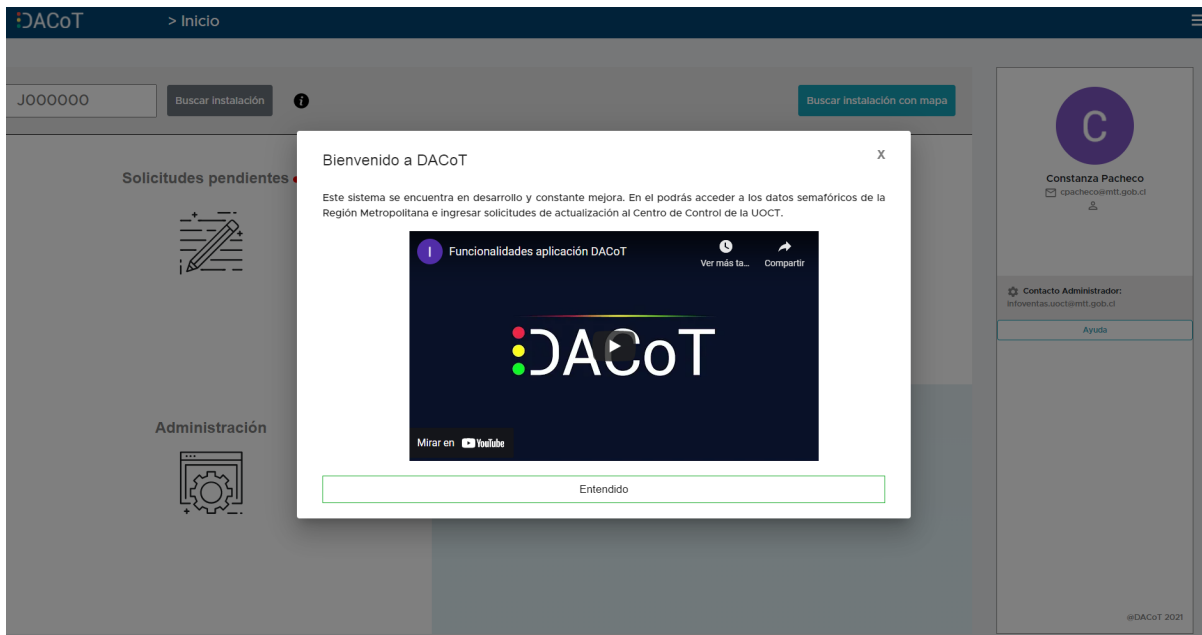 DACoT
> Inicio
J000000
Buscar instalación
i
Buscar instalación con mapa
Solicitudes pendientes
Administración
Bienvenido a DACoT
X
Este sistema se encuentra en desarrollo y constante mejora. En el podrás acceder a los datos semafóricos de la
Región Metropolitana e ingresar solicitudes de actualización al Centro de Control de la UOCT.
I
Funcionalidades aplicación DACoT
Ver más ta...
Compartir
DACoT
Mirar en YouTube
Entendido
C
Constanza Pacheco
cpacheco@mtt.gob.cl
Contacto Administrador:
infoventas.uoct@mtt.gob.cl
Ayuda
@DACoT 2021